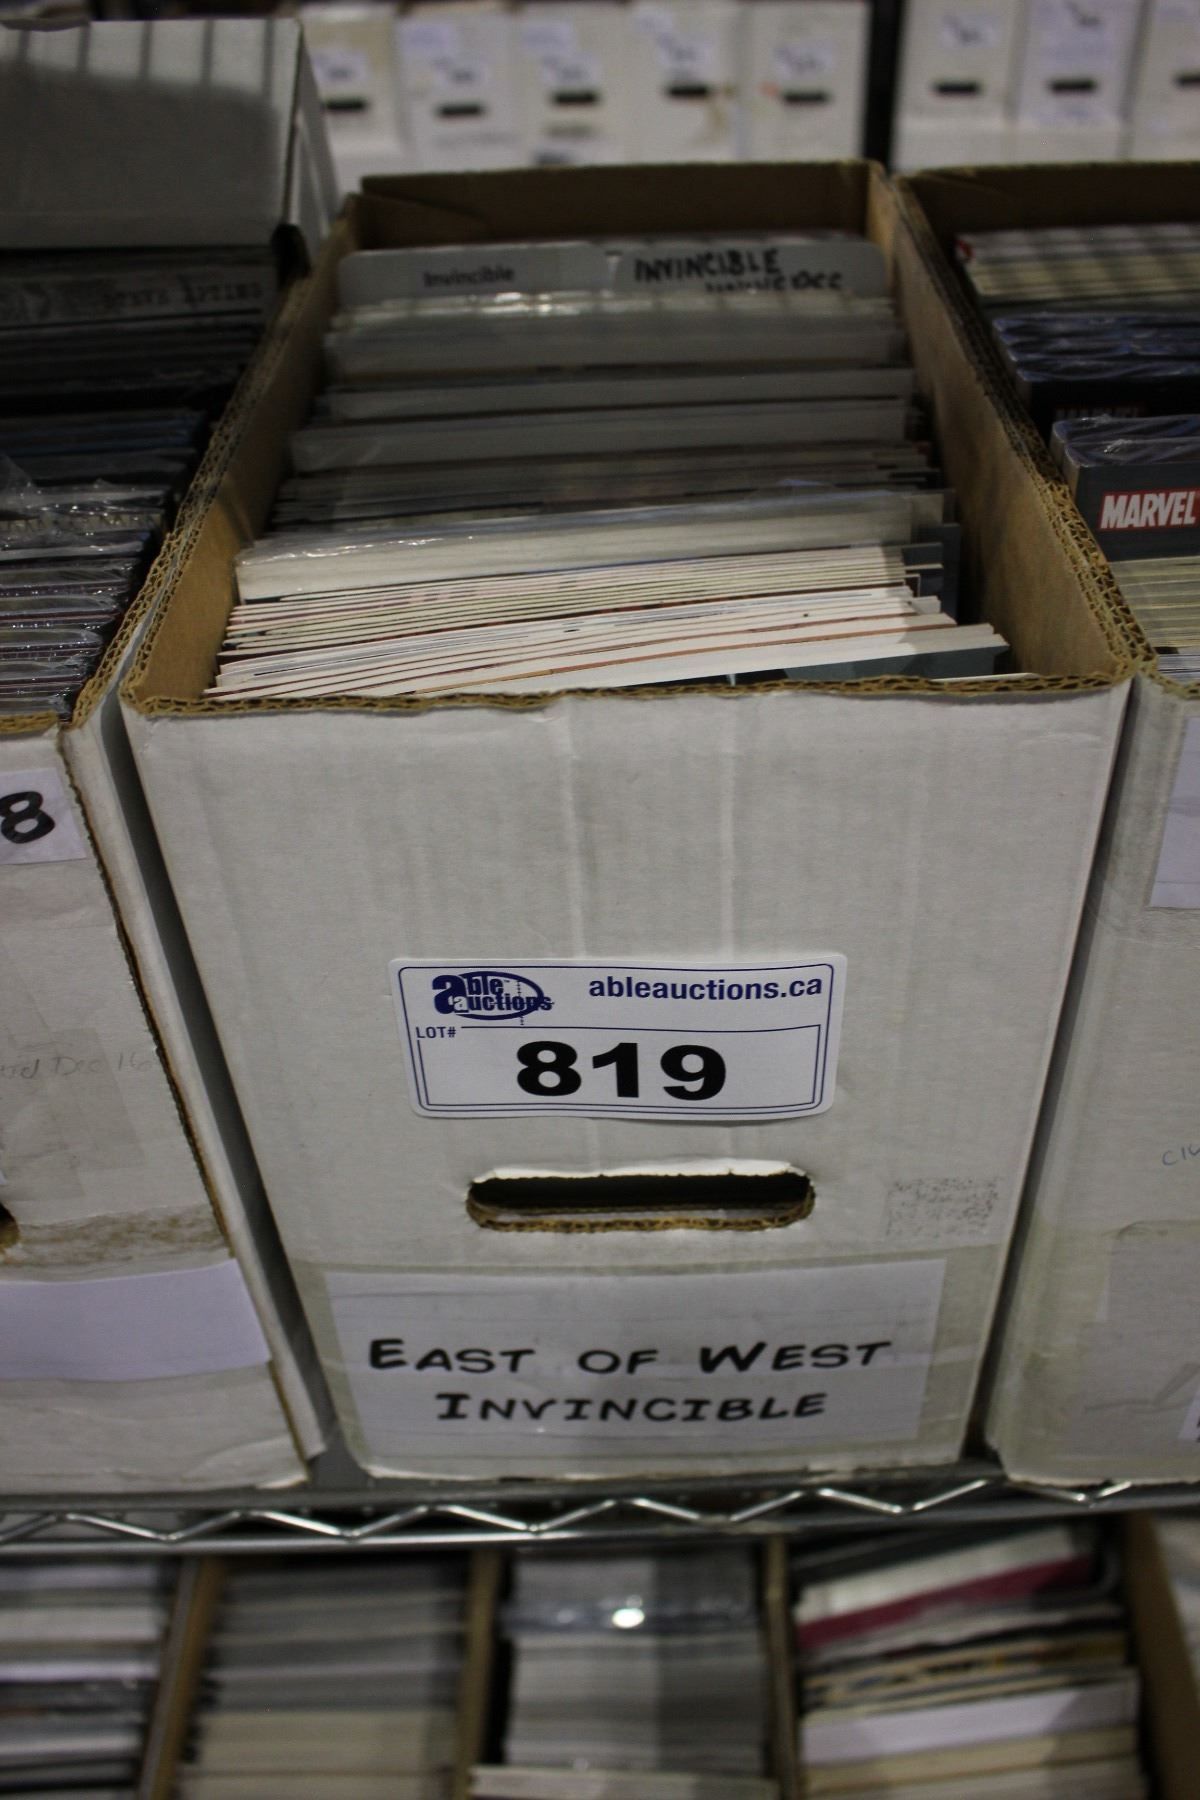 Invincible
INVINCIBLE
MARVEL
8
able auctions
ableauctions.ca
LOT#
819
EAST OF WEST
INVINCIBLE